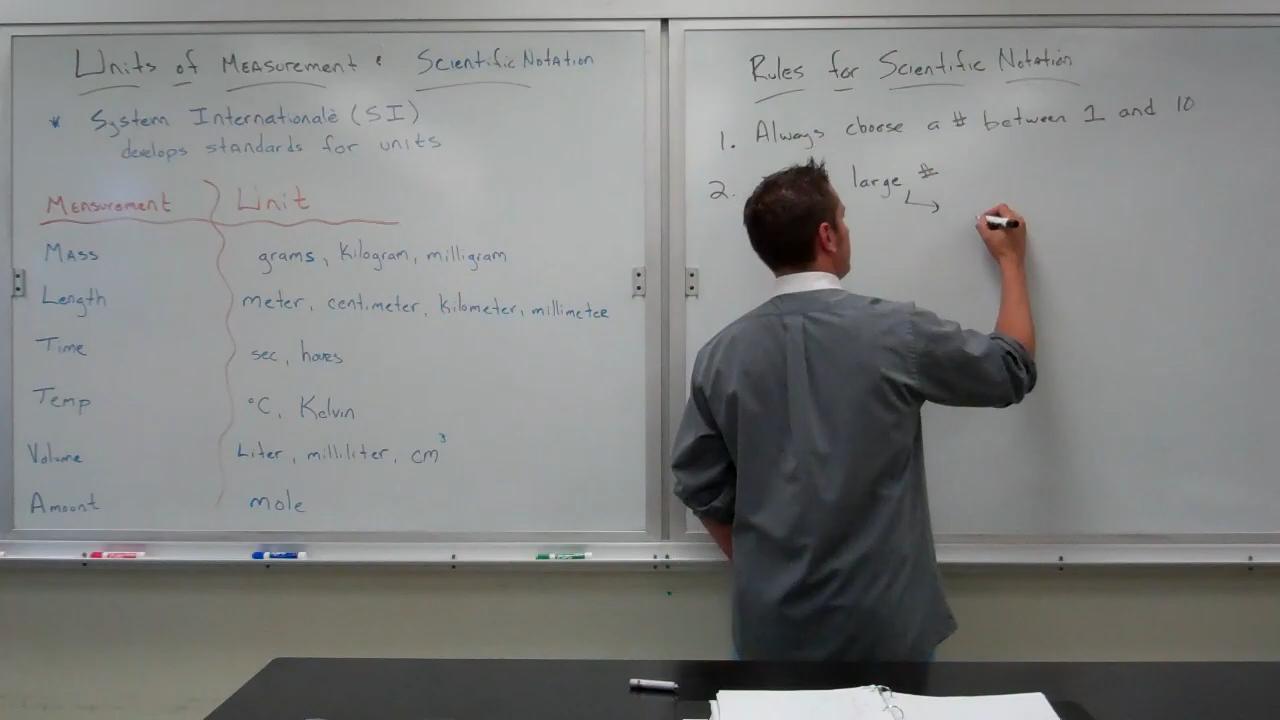 Units of Measurement & Scientific Notation
* System Internationalè (SI)
develops standards for units
Measurement Unit
Mass grams, Kilogram, milligram
Length meter, centimeter, Kilometer, millimeter
Time sec, hours
Temp °C, Kelvin
Volume Liter, milliliter, cm³
Amount mole
Rules for Scientific Notation
1. Always choose a # between 1 and 10
2. large #